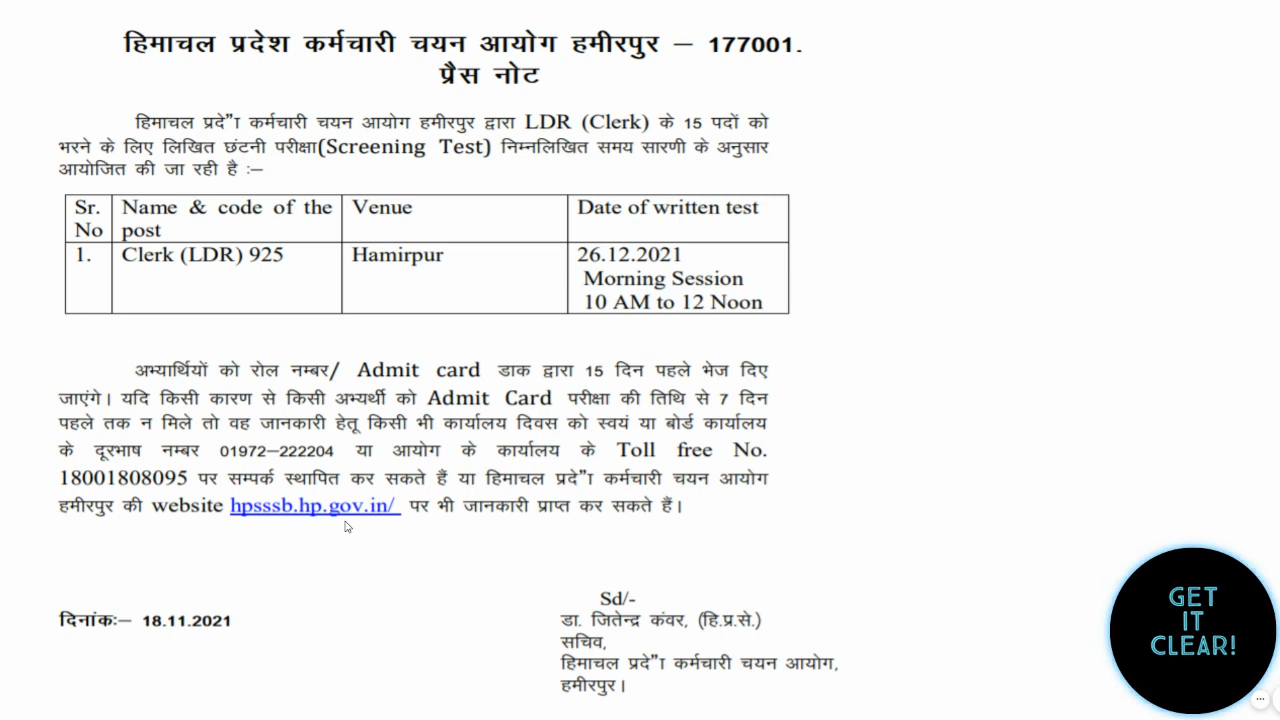 हिमाचल प्रदेश कर्मचारी चयन आयोग हमीरपुर – 177001.
प्रैस नोट
हिमाचल प्रदे”ा कर्मचारी चयन आयोग हमीरपुर द्वारा LDR (Clerk) के 15 पदों को
भरने के लिए लिखित छंटनी परीक्षा(Screening Test) निम्नलिखित समय सारणी के अनुसार
आयोजित की जा रही है :–
Sr. No | Name & code of the post | Venue | Date of written test
1. | Clerk (LDR) 925 | Hamirpur | 26.12.2021
Morning Session
10 AM to 12 Noon
अभ्यार्थियों को रोल नम्बर/ Admit card डाक द्वारा 15 दिन पहले भेज दिए
जाएंगे। यदि किसी कारण से किसी अभ्यर्थी को Admit Card परीक्षा की तिथि से 7 दिन
पहले तक न मिले तो वह जानकारी हेतू किसी भी कार्यालय दिवस को स्वयं या बोर्ड कार्यालय
के दूरभाष नम्बर 01972–222204 या आयोग के कार्यालय के Toll free No.
18001808095 पर सम्पर्क स्थापित कर सकते हैं या हिमाचल प्रदे”ा कर्मचारी चयन आयोग
हमीरपुर की website hpsssb.hp.gov.in/ पर भी जानकारी प्राप्त कर सकते हैं।
Sd/-
दिनांकः– 18.11.2021
डा. जितेन्द्र कंवर, (हि.प्र.से.)
सचिव,
हिमाचल प्रदे”ा कर्मचारी चयन आयोग,
हमीरपुर।
GET
IT
CLEAR!